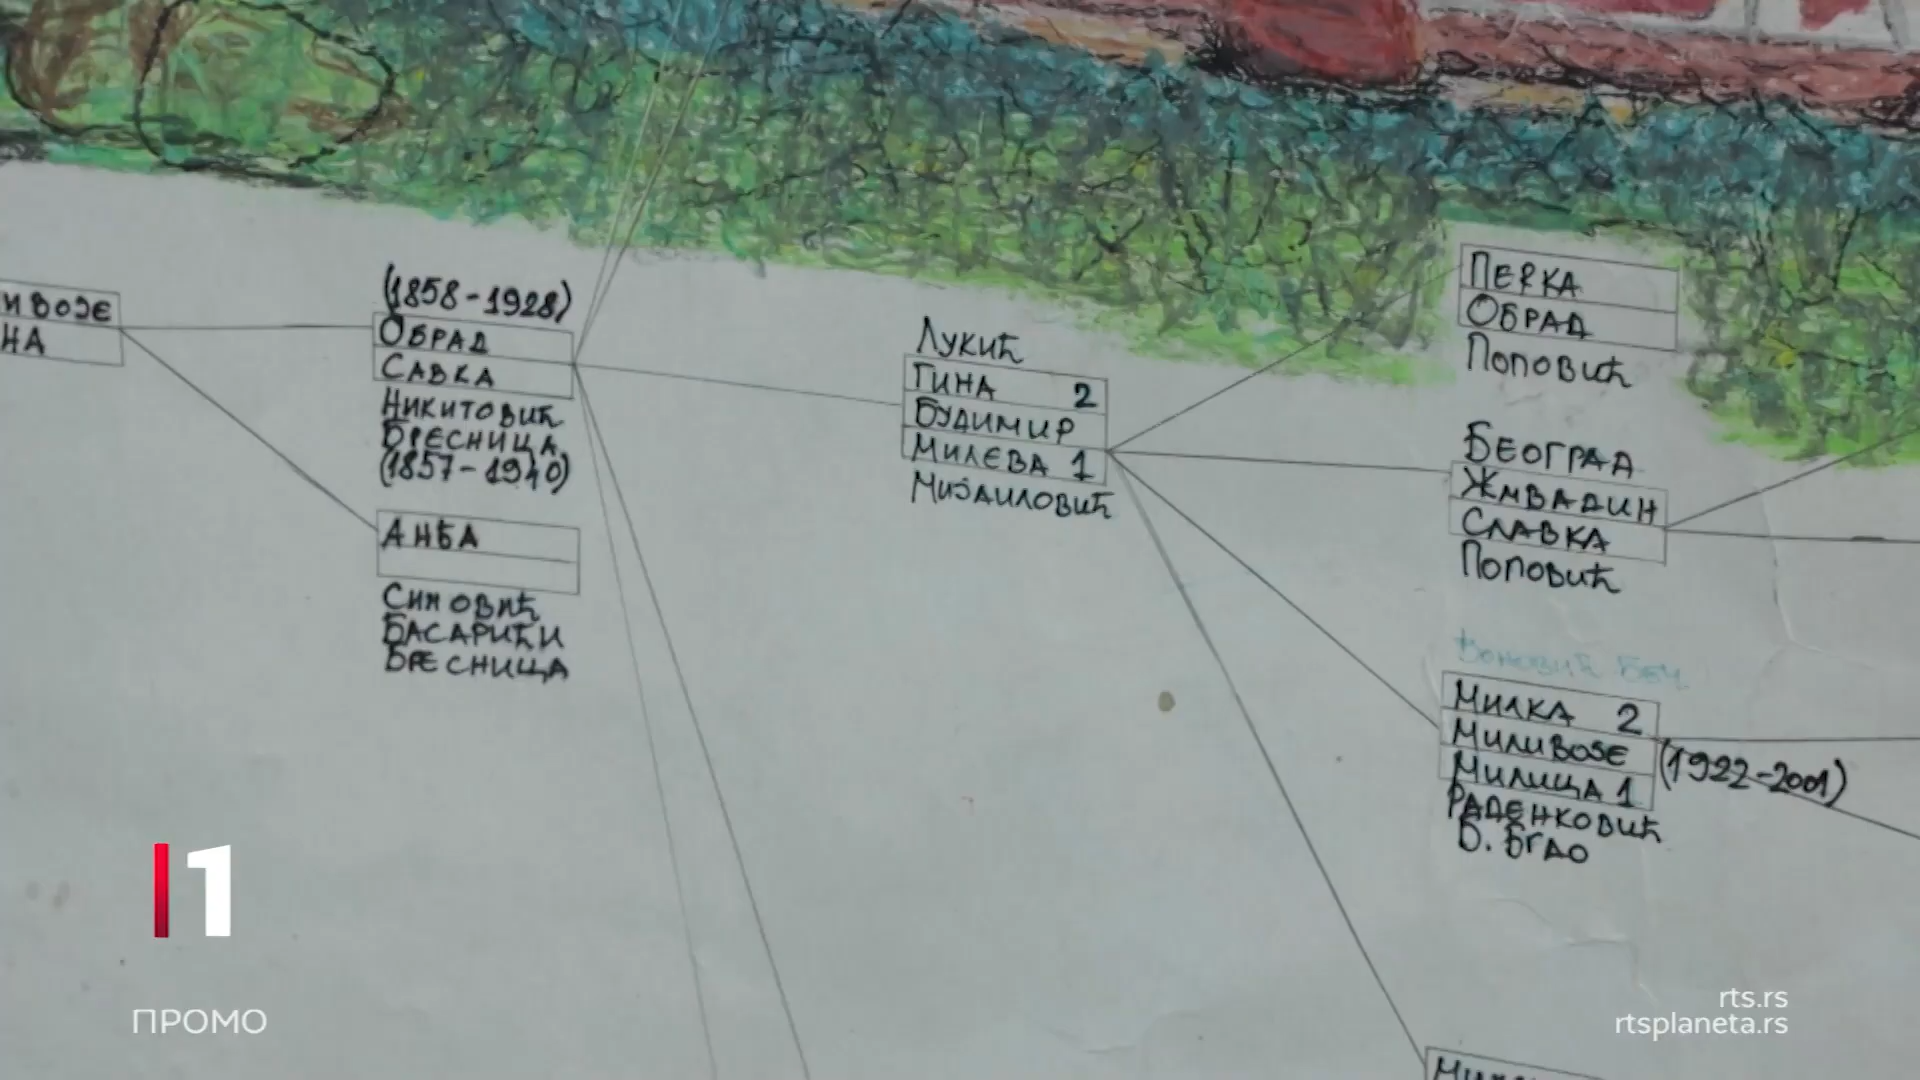 ИВОЈЕ
НА
(1858-1928)
ОБРАД
САВКА
НИКИТОВИЋ
БРЕСНИЦА
(1857-1940)
АНЂА
СИМОВИЋ
БАСАРИЋИ
БРЕСНИЦА
ЛУКИЋ
ГИНА 2
БУДИМИР
МИЛЕВА 1
МИЈАИЛОВИЋ
ПЕРКА
ОБРАД
ПОПОВИЋ
БЕОГРАД
ЖИВАДИН
СЛАВКА
ПОПОВИЋ
МИЛКА 2
МИЛИВОЈЕ
(1922-2001)
МИЛИЦА 1
РАДЕНКОВИЋ
Б. БГДО
1
ПРОМО
rts.rs
rtsplaneta.rs